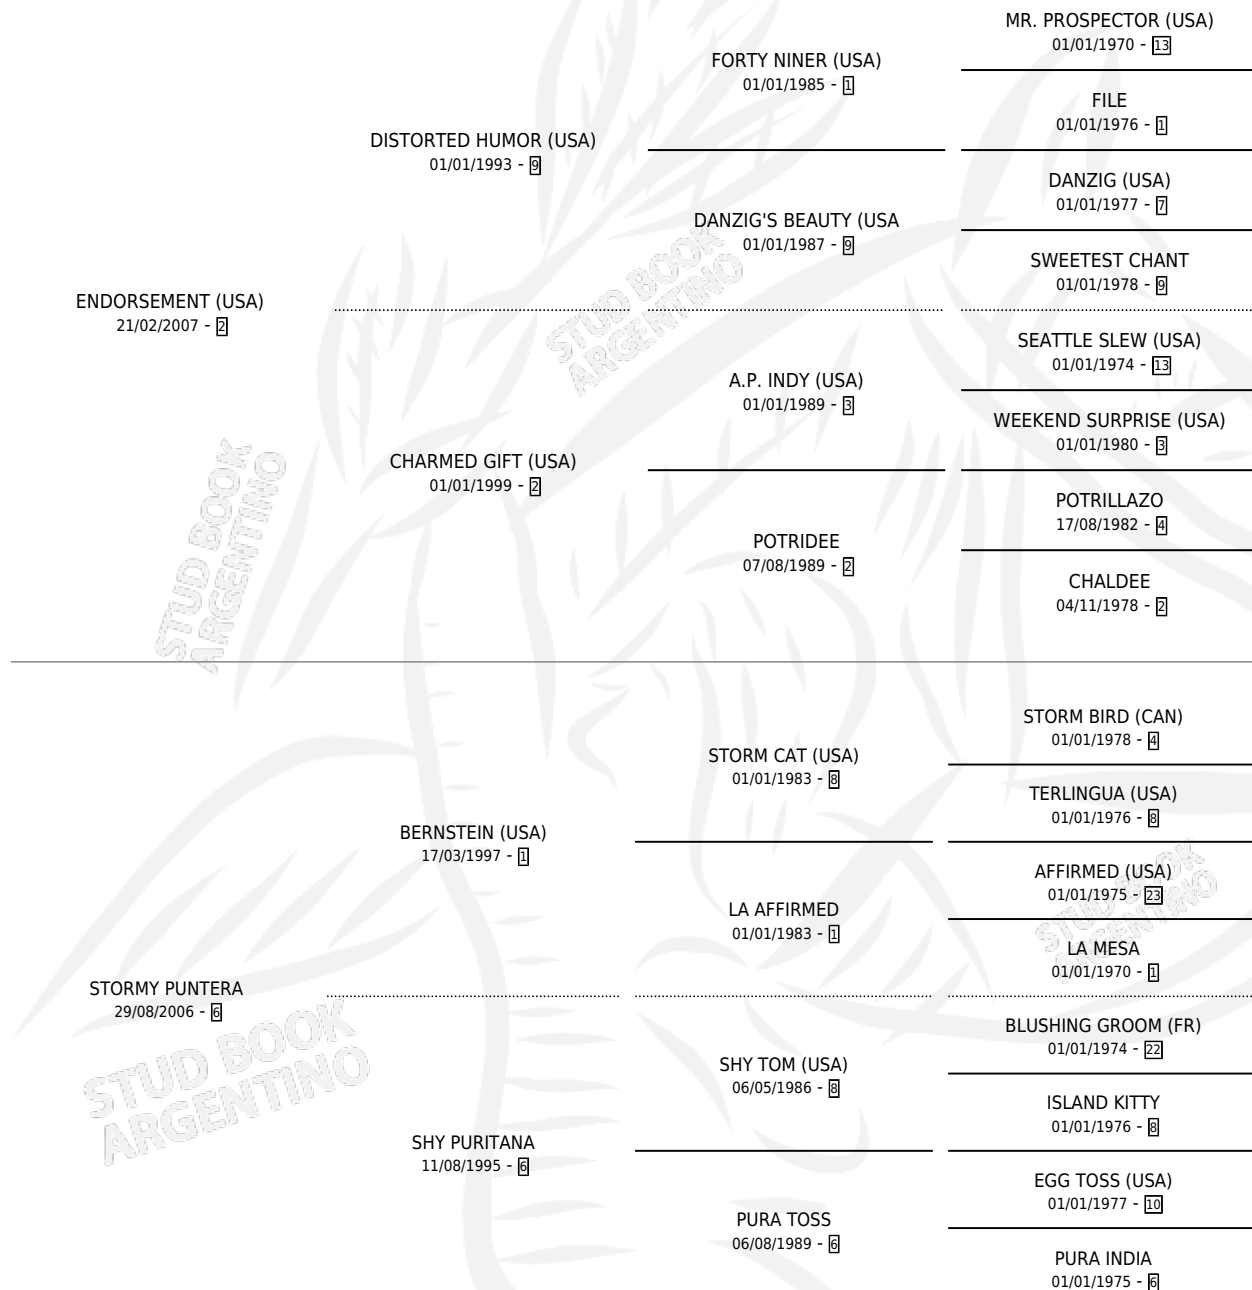 MR. PROSPECTOR (USA)
01/01/1970 - 13
FORTY NINER (USA)
01/01/1985 - 1
FILE
01/01/1976 - 1
DISTORTED HUMOR (USA)
01/01/1993 - 9
DANZIG (USA)
01/01/1977 - 7
DANZIG'S BEAUTY (USA
01/01/1987 - 9
SWEETEST CHANT
01/01/1978 - 9
ENDORSEMENT (USA)
21/02/2007 - 2
SEATTLE SLEW (USA)
01/01/1974 - 13
A.P. INDY (USA)
01/01/1989 - 3
WEEKEND SURPRISE (USA)
01/01/1980 - 3
CHARMED GIFT (USA)
01/01/1999 - 2
POTRILLAZO
17/08/1982 - 4
POTRIDEE
07/08/1989 - 2
CHALDEE
04/11/1978 - 2
STORM BIRD (CAN)
01/01/1978 - 4
STORM CAT (USA)
01/01/1983 - 8
TERLINGUA (USA)
01/01/1976 - 8
BERNSTEIN (USA)
17/03/1997 - 1
AFFIRMED (USA)
01/01/1975 - 23
LA AFFIRMED
01/01/1983 - 1
LA MESA
01/01/1970 - 1
STORMY PUNTERA
29/08/2006 - 6
BLUSHING GROOM (FR)
01/01/1974 - 22
SHY TOM (USA)
06/05/1986 - 8
ISLAND KITTY
01/01/1976 - 8
SHY PURITANA
11/08/1995 - 6
EGG TOSS (USA)
01/01/1977 - 10
PURA TOSS
06/08/1989 - 6
PURA INDIA
01/01/1975 - 6
STUD BOOK
ARGENTINO
STUD BOOK
ARGENTINO
STUD BOOK
ARGENTINO
STUD BOOK
ARGENTINO